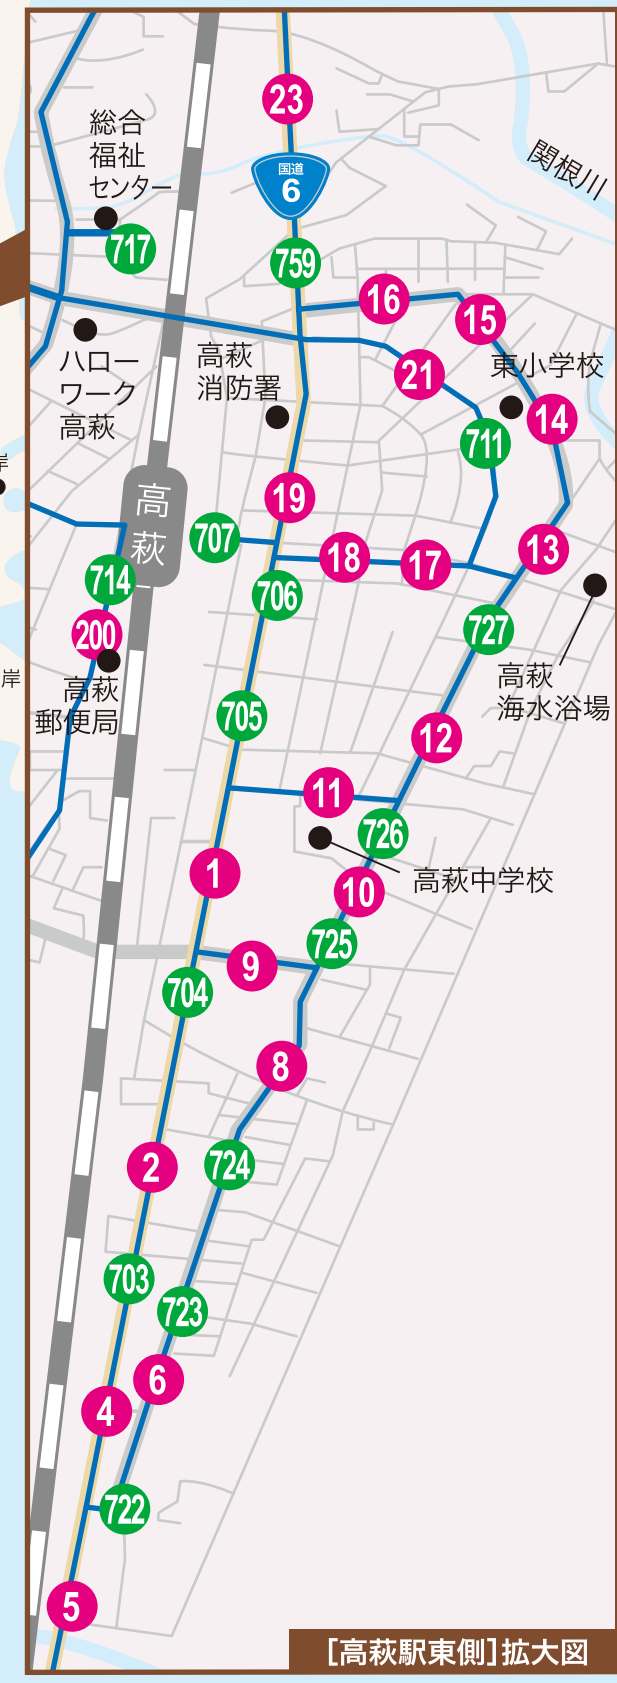 23
総合
福祉
センター
国道
6
関根川
717
759
16
15
ハロー
ワーク
高萩
高萩
消防署
21
東小学校
14
711
岸
高
萩
19
707
18
17
13
714
706
200
727
高萩
郵便局
岸
高萩
海水浴場
705
12
11
726
1
高萩中学校
10
725
9
704
8
2
724
703
723
6
4
722
5
[高萩駅東側]拡大図